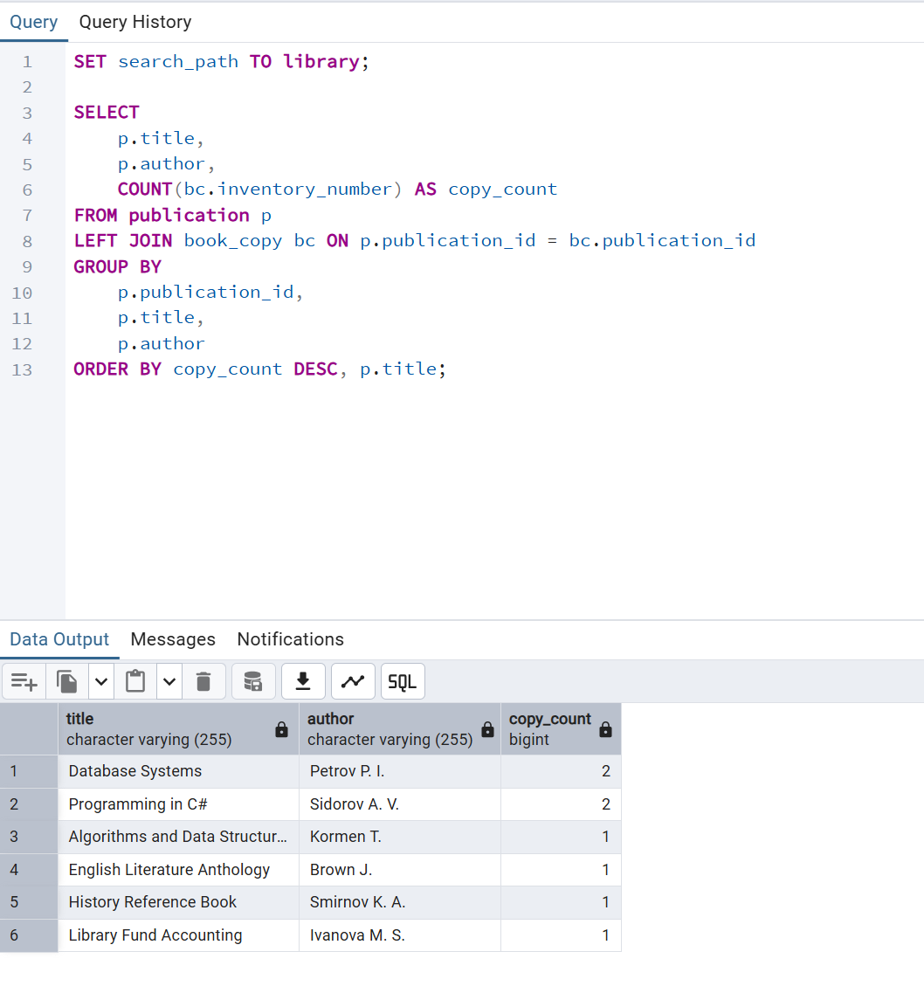 Query Query History
1 SET search_path TO library;
2
3 SELECT
4 p.title,
5 p.author,
6 COUNT(bc.inventory_number) AS copy_count
7 FROM publication p
8 LEFT JOIN book_copy bc ON p.publication_id = bc.publication_id
9 GROUP BY
10 p.publication_id,
11 p.title,
12 p.author
13 ORDER BY copy_count DESC, p.title;
Data Output Messages Notifications
SQL
title author copy_count
character varying (255) character varying (255) bigint
1 Database Systems Petrov P. I. 2
2 Programming in C# Sidorov A. V. 2
3 Algorithms and Data Structur... Kormen T. 1
4 English Literature Anthology Brown J. 1
5 History Reference Book Smirnov K. A. 1
6 Library Fund Accounting Ivanova M. S. 1